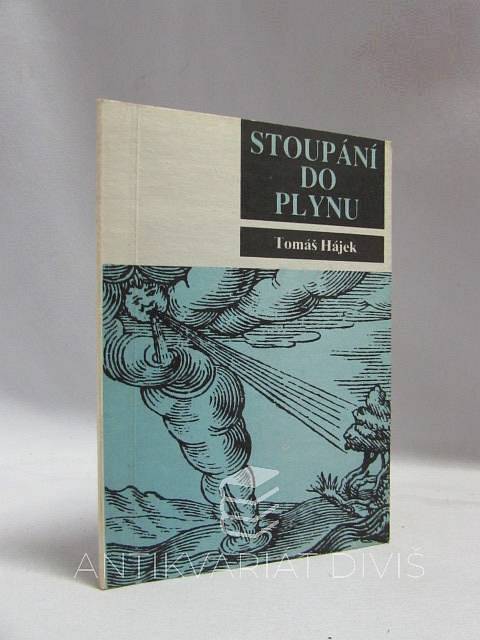 STOUPÁNÍ
DO
PLYNU
Tomáš Hájek
ANTIKVARIÁT DIVIŠ